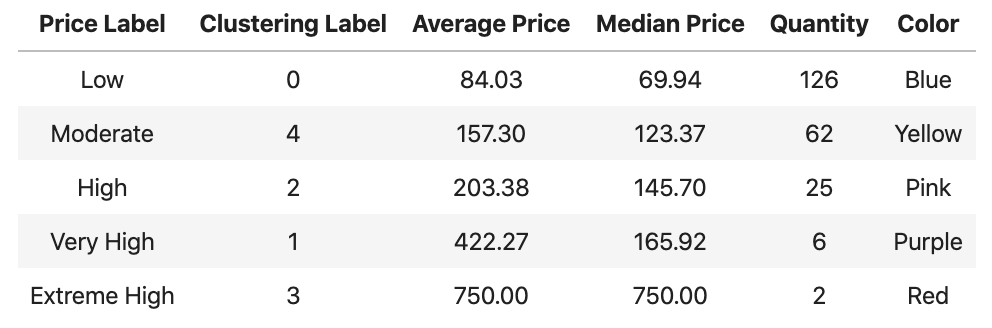 Price Label Clustering Label Average Price Median Price Quantity Color
Low 0 84.03 69.94 126 Blue
Moderate 4 157.30 123.37 62 Yellow
High 2 203.38 145.70 25 Pink
Very High 1 422.27 165.92 6 Purple
Extreme High 3 750.00 750.00 2 Red